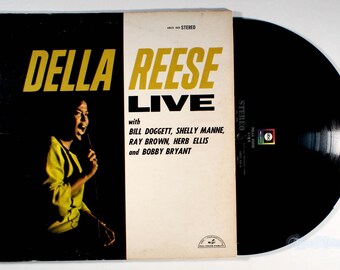 STEREO
DELLA REESE
LIVE
with
BILL DOGGETT, SHELLY MANNE,
RAY BROWN, HERB ELLIS
and BOBBY BRYANT